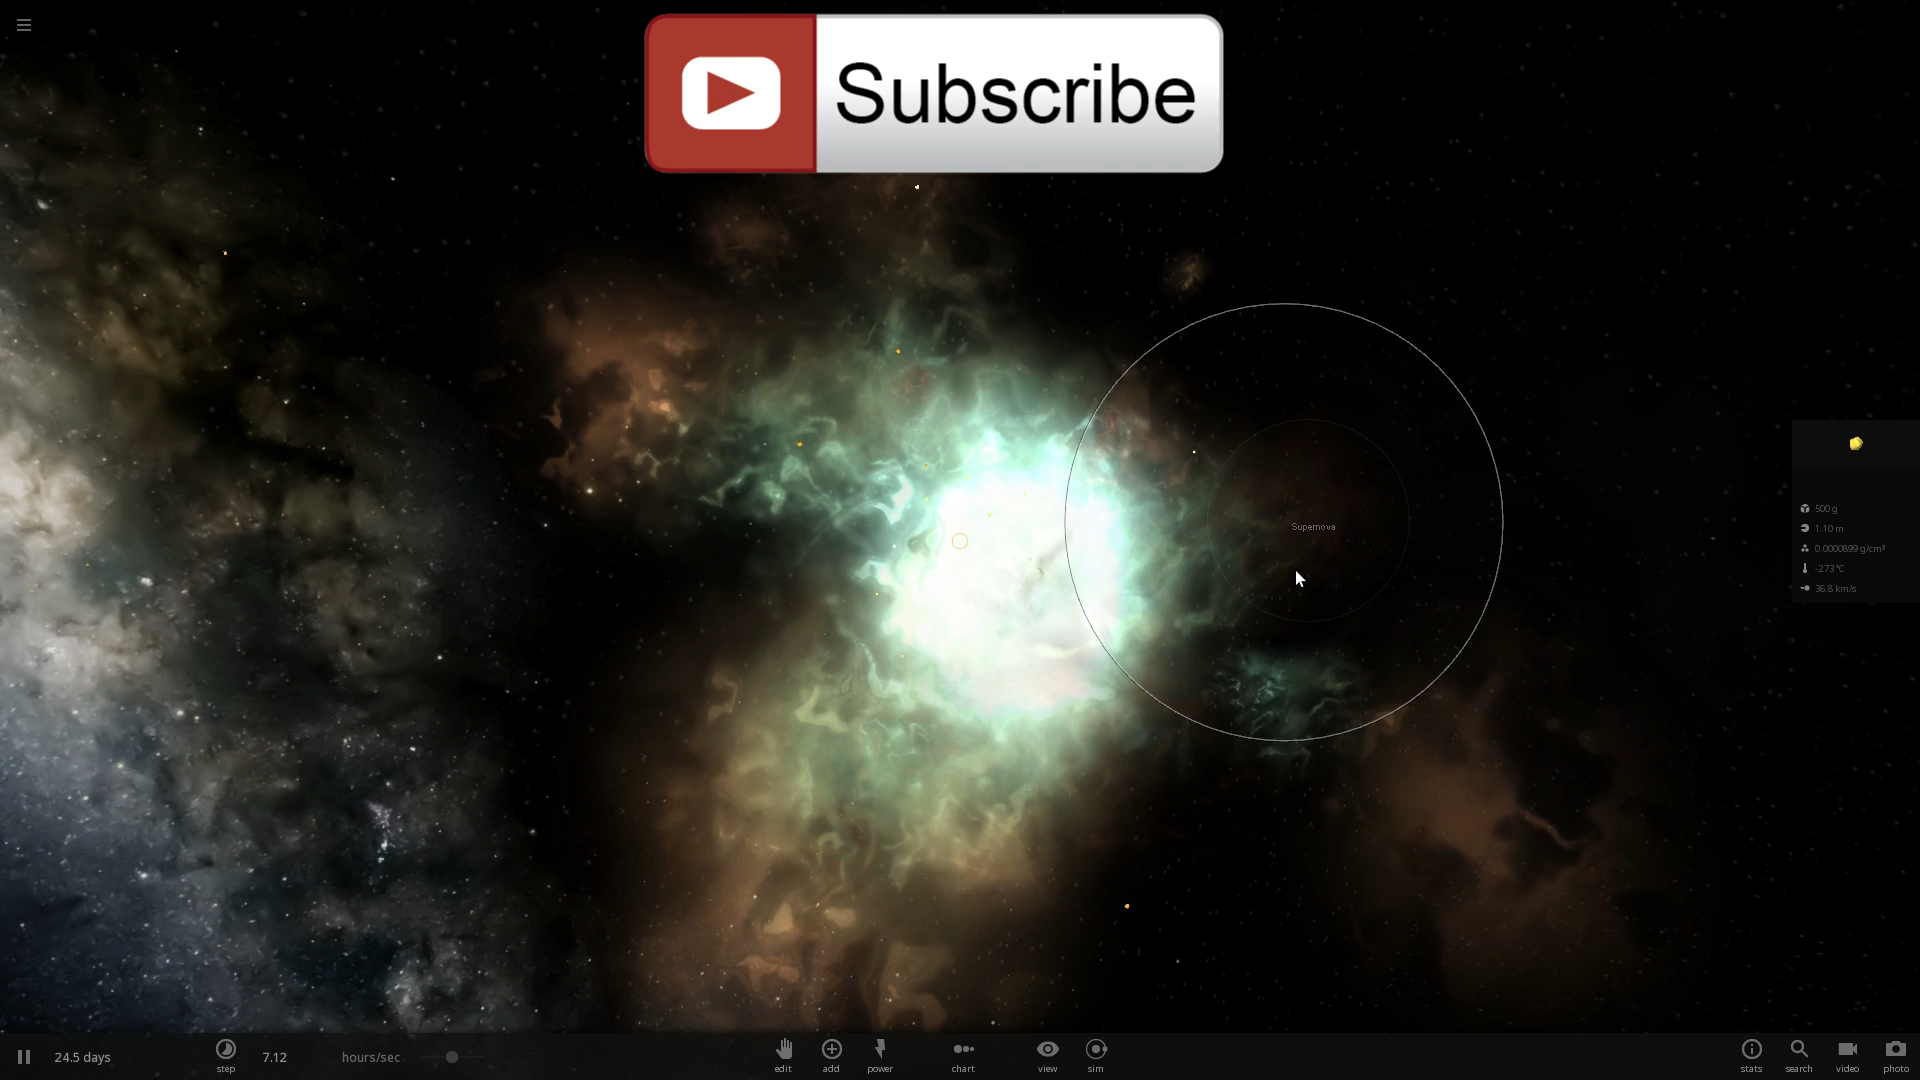 Subscribe
Supernova
500 g
1.10 m
0.0000899 g/cm³
-273°C
36.8 km/s
24.5 days
step
7.12
hours/sec
edit
add
power
chart
view
sim
stats
search
video
photo